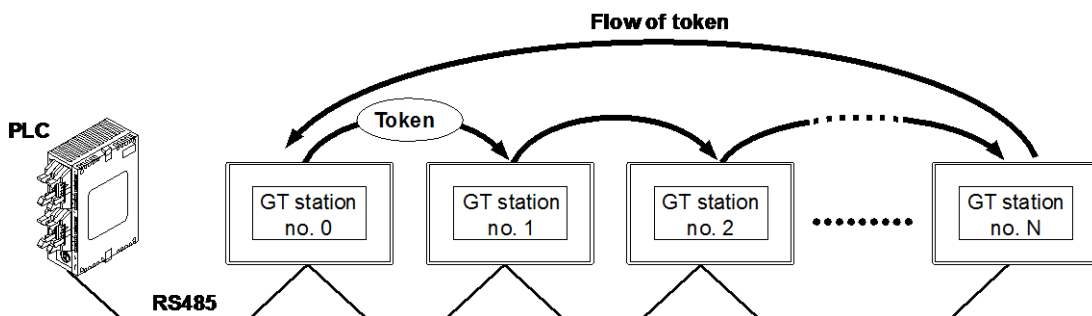 Flow of token
PLC
Token
GT station
no. 0
GT station
no. 1
GT station
no. 2
GT station
no. N
RS485